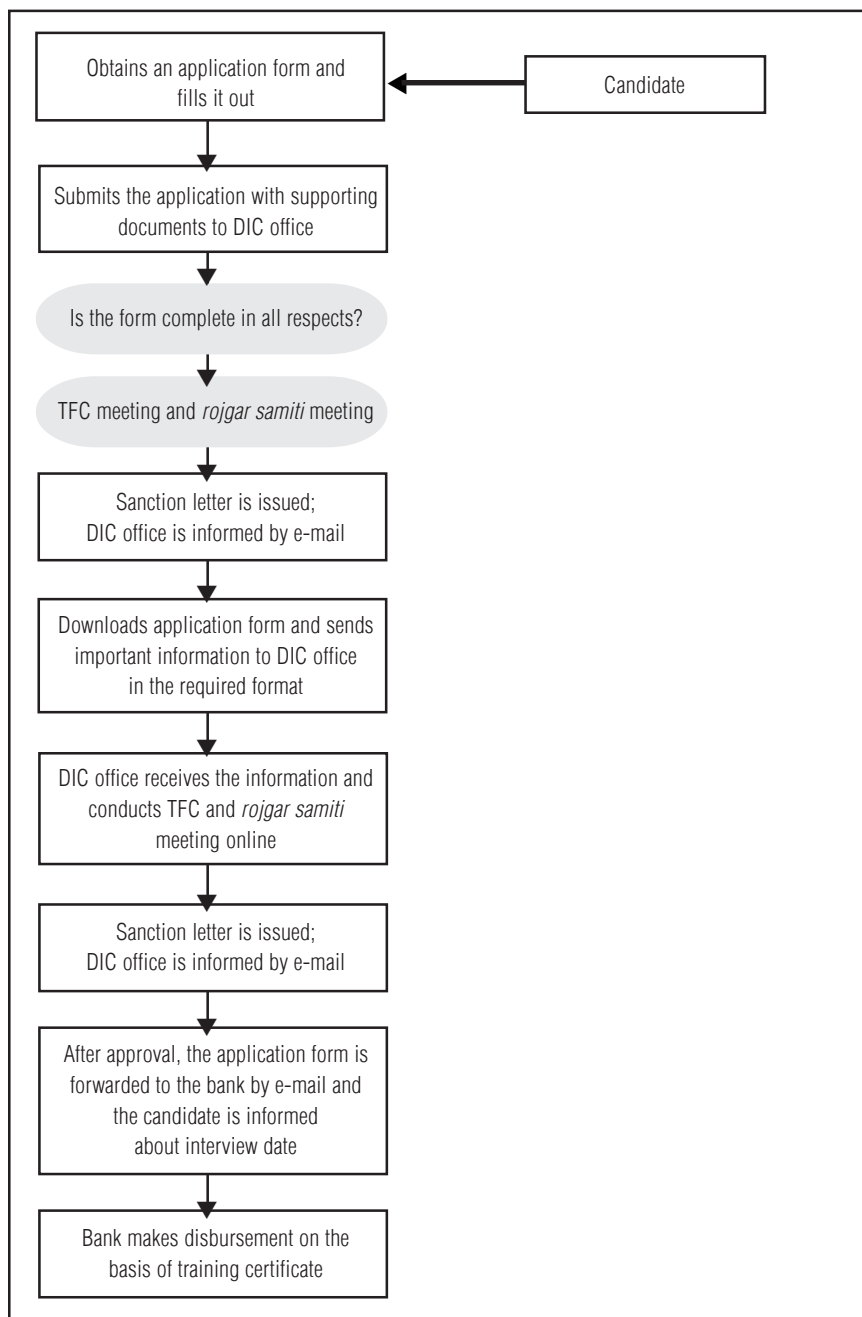 Obtains an application form and
fills it out
Candidate
Submits the application with supporting
documents to DIC office
Is the form complete in all respects?
TFC meeting and rojgar samiti meeting
Sanction letter is issued;
DIC office is informed by e-mail
Downloads application form and sends
important information to DIC office
in the required format
DIC office receives the information and
conducts TFC and rojgar samiti
meeting online
Sanction letter is issued;
DIC office is informed by e-mail
After approval, the application form is
forwarded to the bank by e-mail and
the candidate is informed
about interview date
Bank makes disbursement on the
basis of training certificate